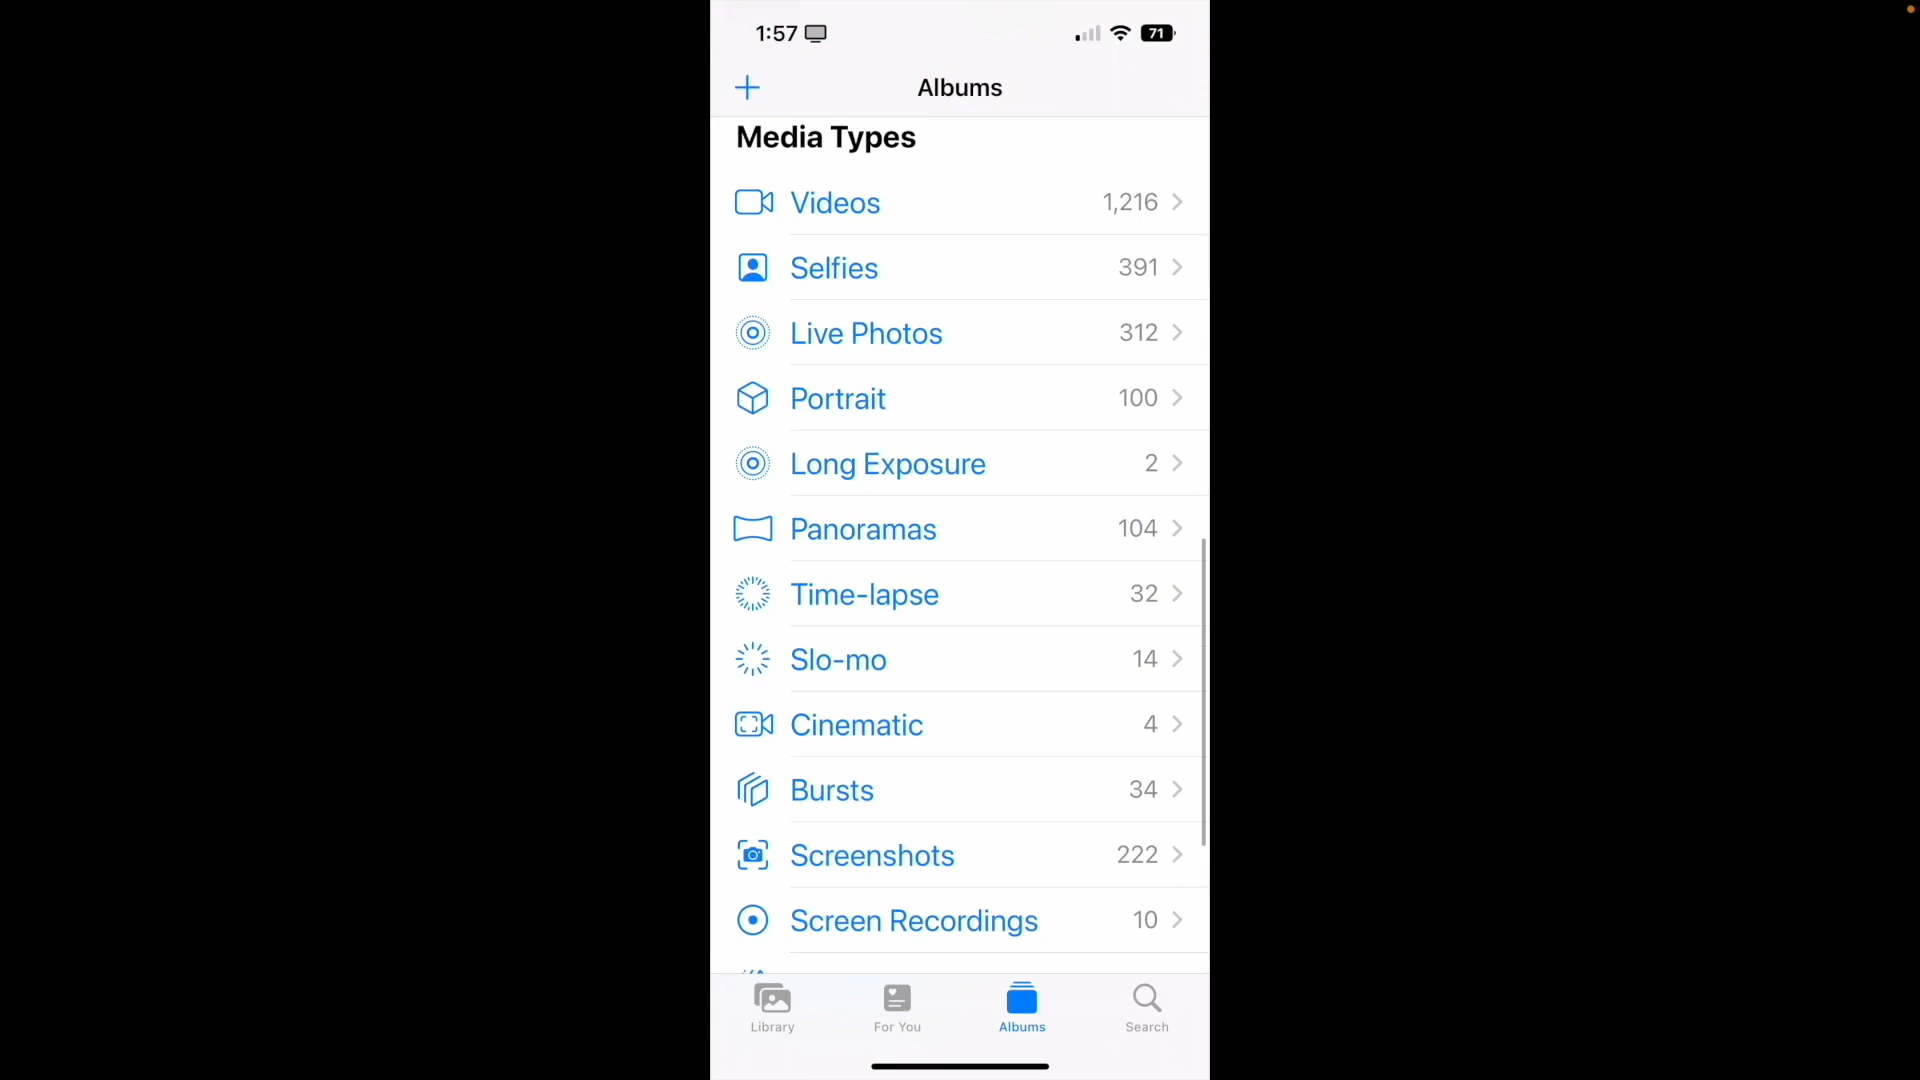 1:57
71
Albums
Media Types
Videos 1,216
Selfies 391
Live Photos 312
Portrait 100
Long Exposure 2
Panoramas 104
Time-lapse 32
Slo-mo 14
Cinematic 4
Bursts 34
Screenshots 222
Screen Recordings 10
Library For You Albums Search